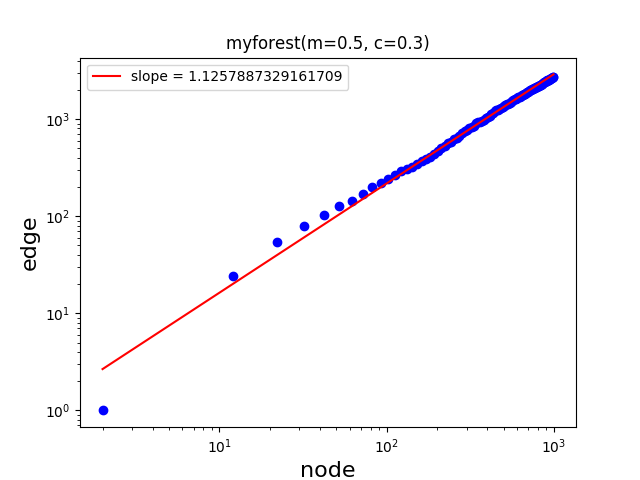 myforest(m=0.5, c=0.3)
slope = 1.1257887329161709
10³
10²
10¹
10⁰
edge
10¹ 10² 10³
node